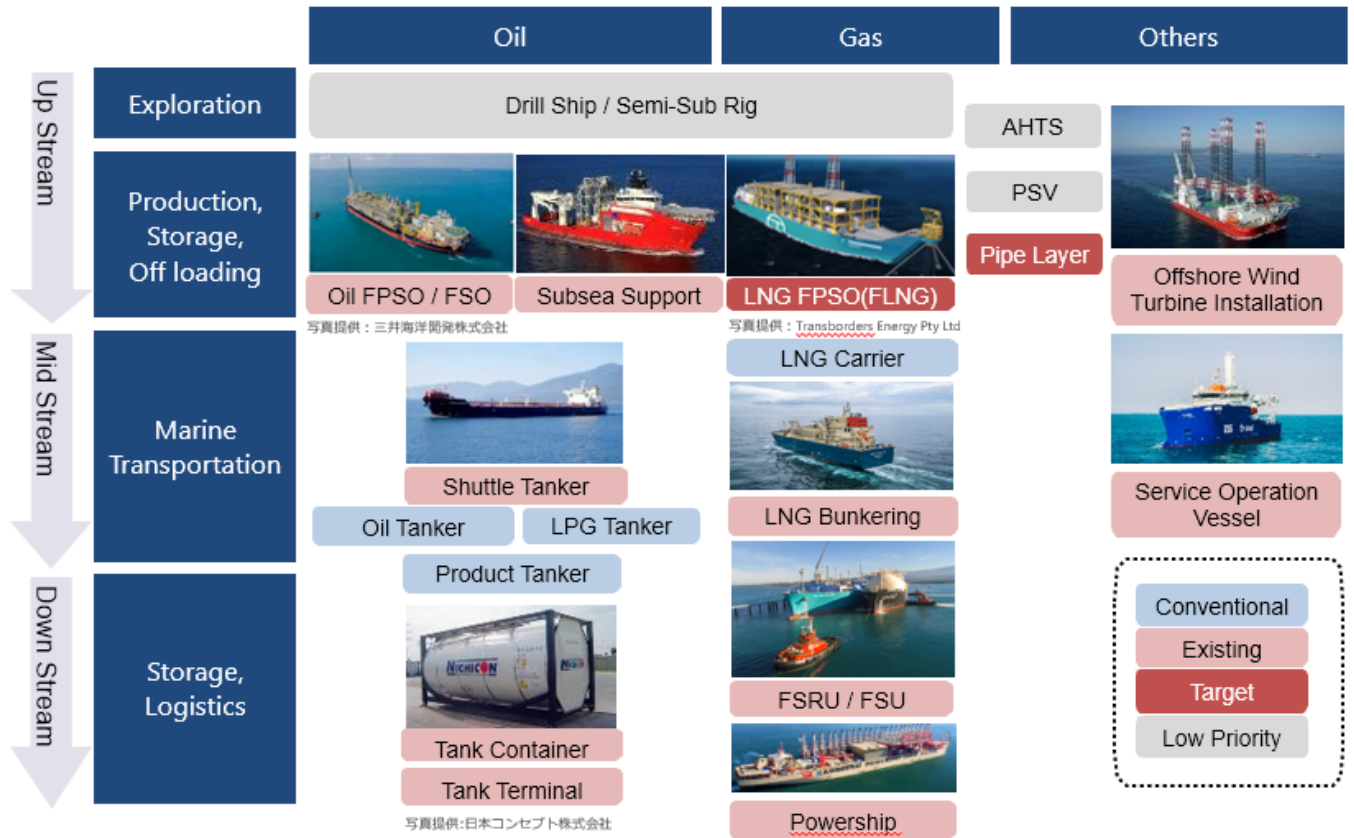 Oil
Gas
Others
Up Stream
Exploration
Drill Ship / Semi-Sub Rig
AHTS
Production,
Storage,
Off loading
PSV
Pipe Layer
Oil FPSO / FSO
Subsea Support
LNG FPSO(FLNG)
Offshore Wind
Turbine Installation
写真提供：三井海洋開発株式会社
写真提供：Transborders Energy Pty Ltd
Mid Stream
Marine
Transportation
LNG Carrier
Shuttle Tanker
Oil Tanker
LPG Tanker
LNG Bunkering
Service Operation
Vessel
Product Tanker
Down Stream
Storage,
Logistics
NICHICON
FSRU / FSU
Tank Container
Tank Terminal
写真提供:日本コンセプト株式会社
Powership
Conventional
Existing
Target
Low Priority